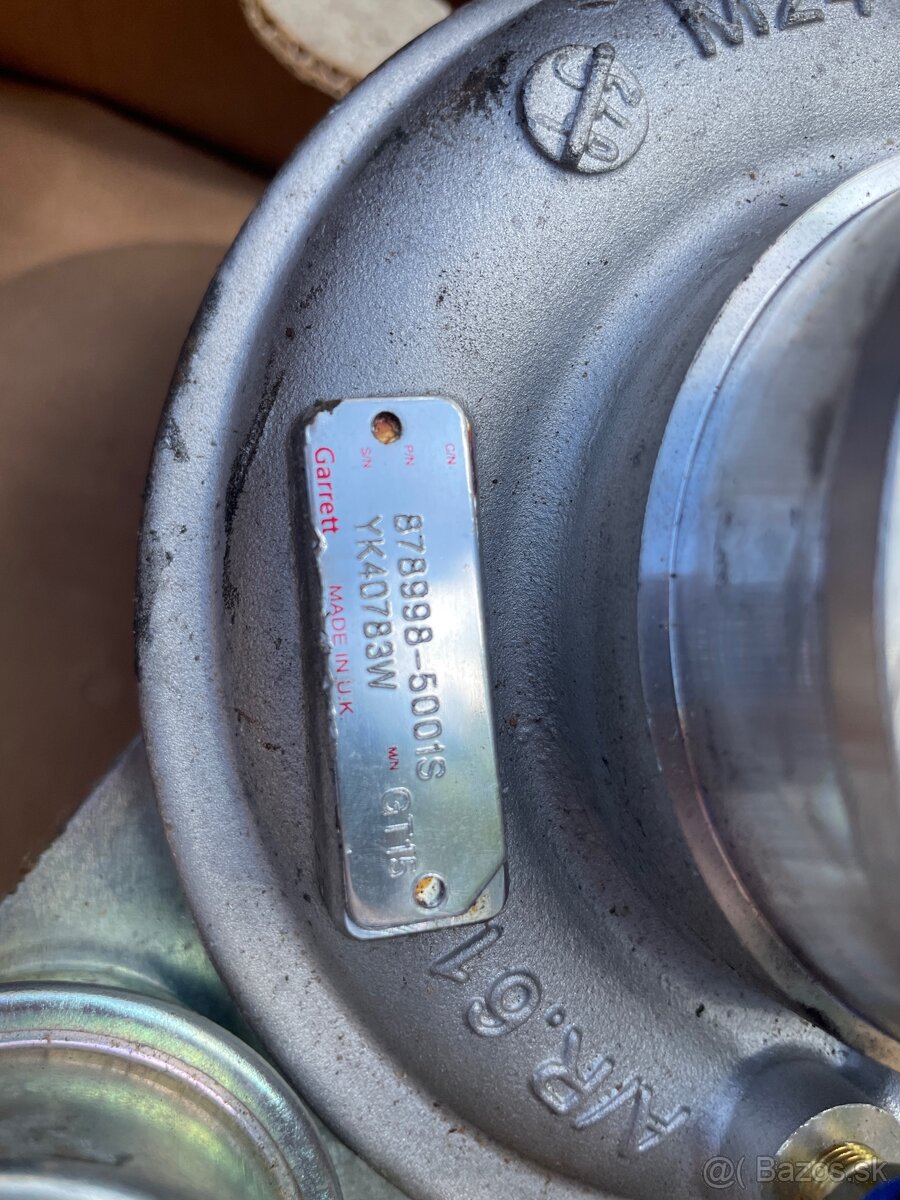 M24
C/N
P/N 878998-5001S
S/N YK40783W M/N GT15
Garrett MADE IN U.K
A/R.61
@( Bazos.sk